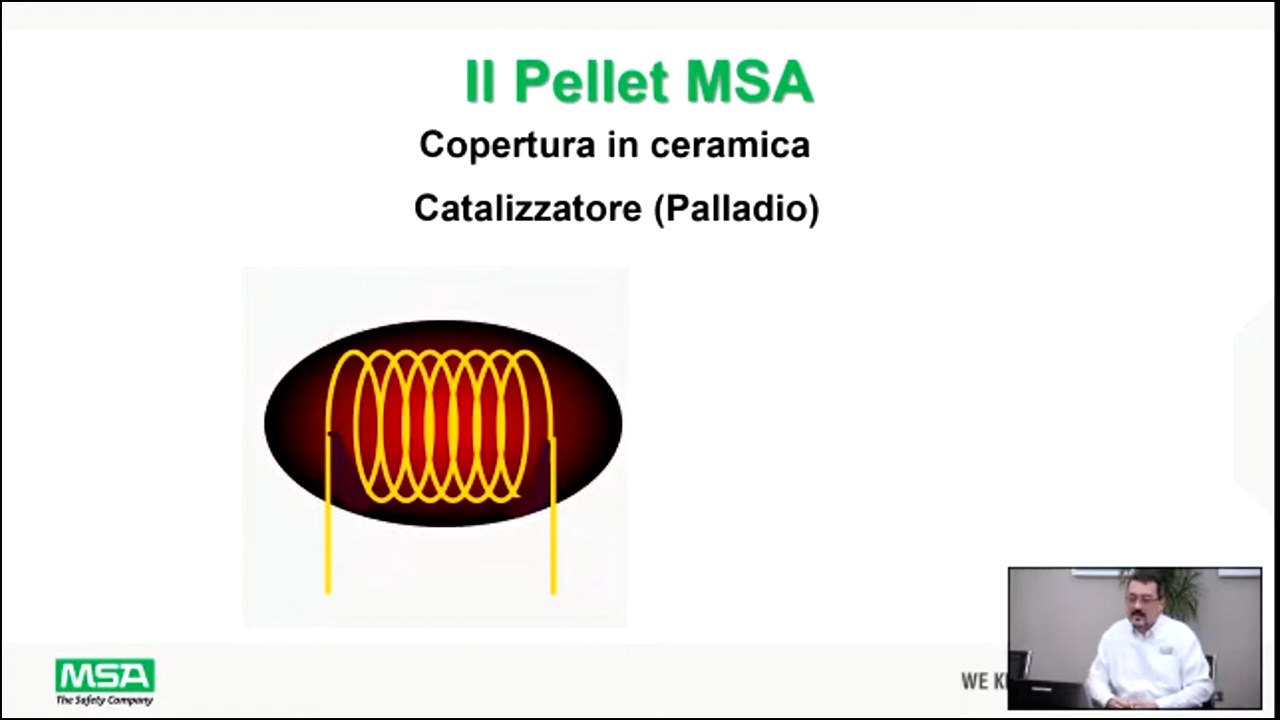 Il Pellet MSA
Copertura in ceramica
Catalizzatore (Palladio)
MSA
The Safety Company
WE